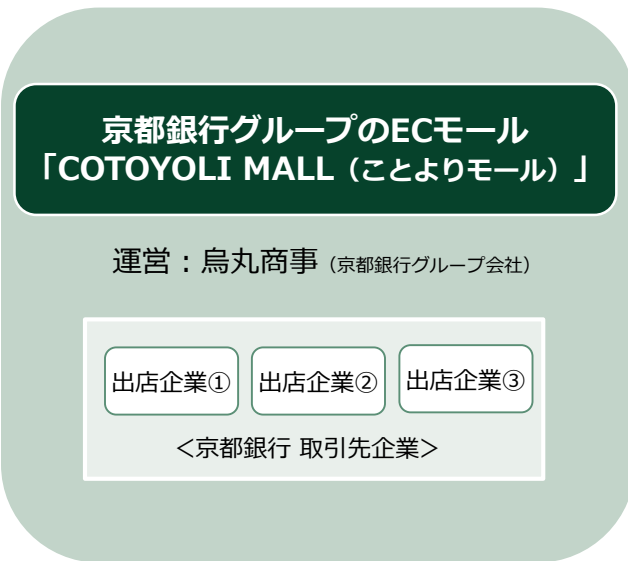 京都銀行グループのECモール
「COTOYOLI MALL（ことよりモール）」
運営：烏丸商事（京都銀行グループ会社）
出店企業① 出店企業② 出店企業③
＜京都銀行 取引先企業＞